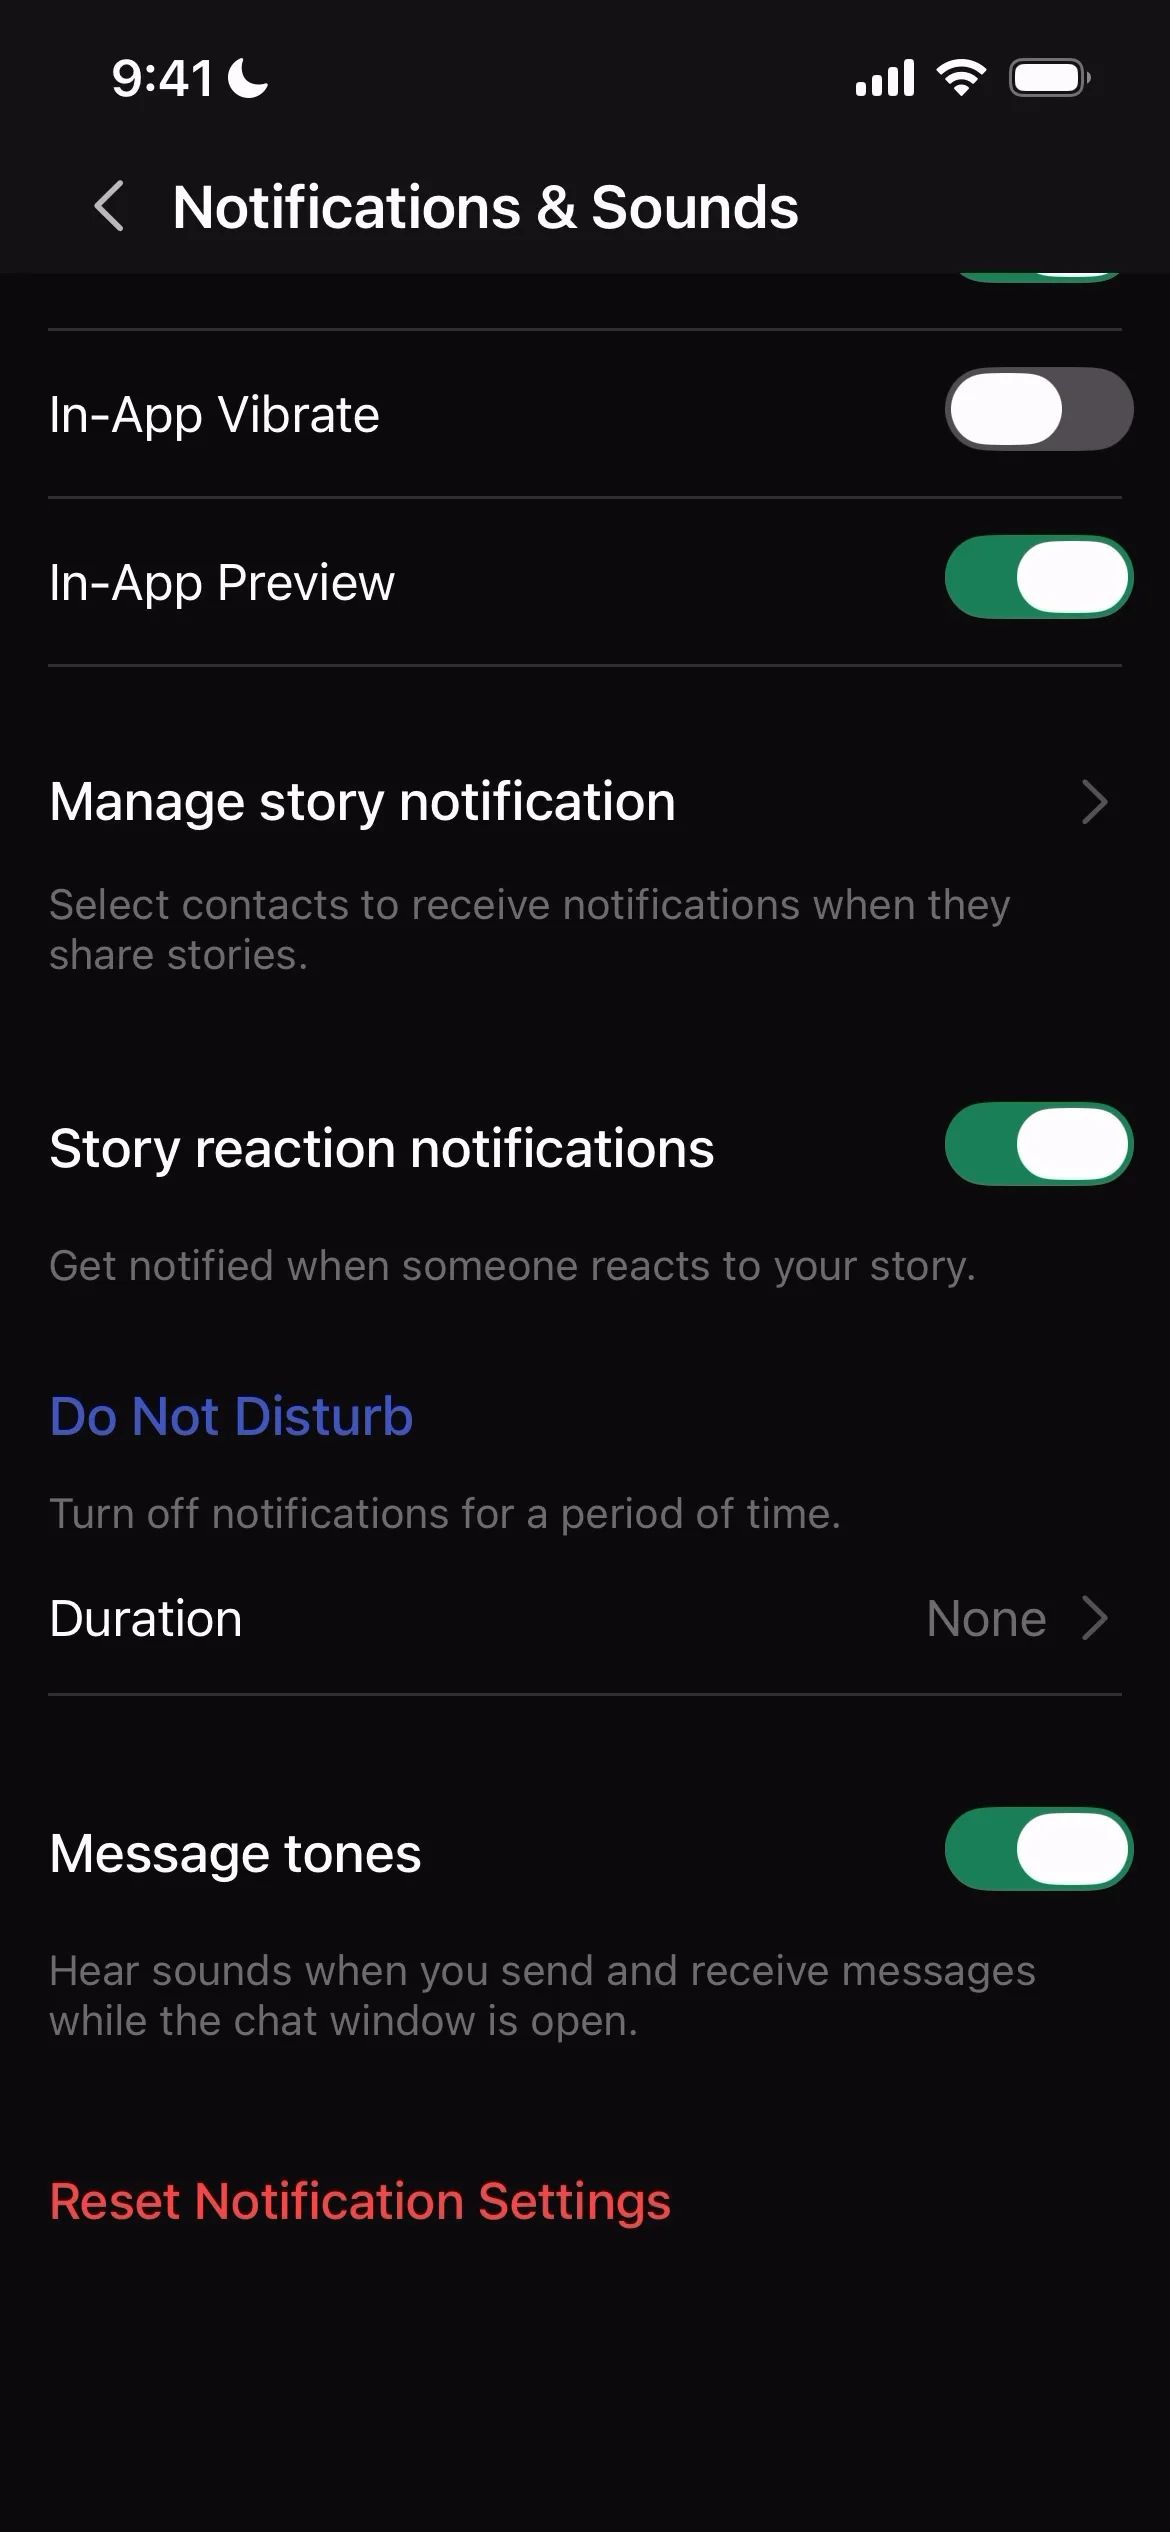 9:41
Notifications & Sounds
In-App Vibrate
In-App Preview
Manage story notification
Select contacts to receive notifications when they
share stories.
Story reaction notifications
Get notified when someone reacts to your story.
Do Not Disturb
Turn off notifications for a period of time.
Duration None
Message tones
Hear sounds when you send and receive messages
while the chat window is open.
Reset Notification Settings